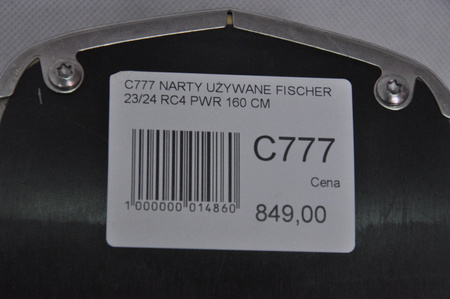 C777 NARTY UŻYWANE FISCHER
23/24 RC4 PWR 160 CM
C777
Cena
1 000000 014860
849,00